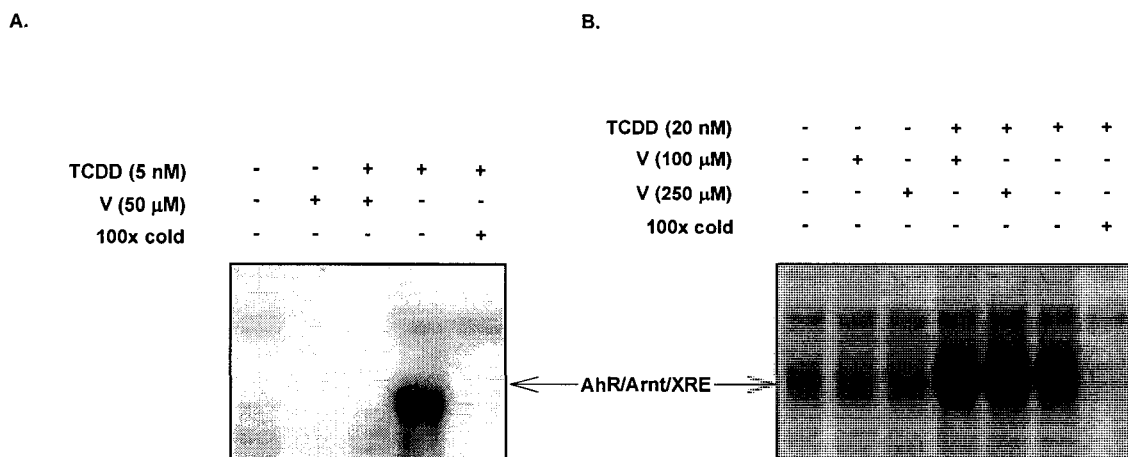 A.
B.
TCDD (5 nM) - - + + +
V (50 µM) - + + - -
100x cold - - - - +
TCDD (20 nM) - - - + + + +
V (100 µM) - + - + - - -
V (250 µM) - - + - + - -
100x cold - - - - - - +
AhR/Arnt/XRE